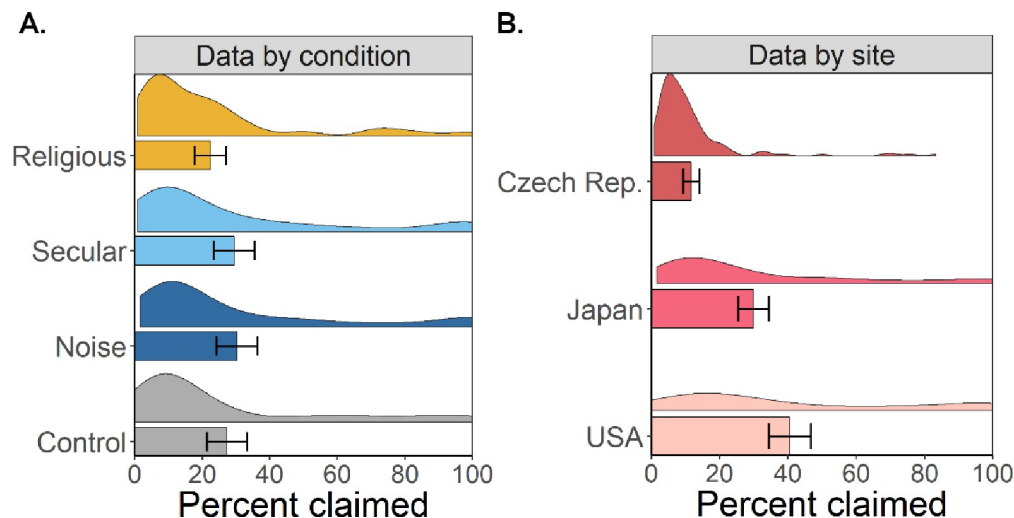 A.
Data by condition
Religious
Secular
Noise
Control
0 20 40 60 80 100
Percent claimed
B.
Data by site
Czech Rep.
Japan
USA
0 20 40 60 80 100
Percent claimed